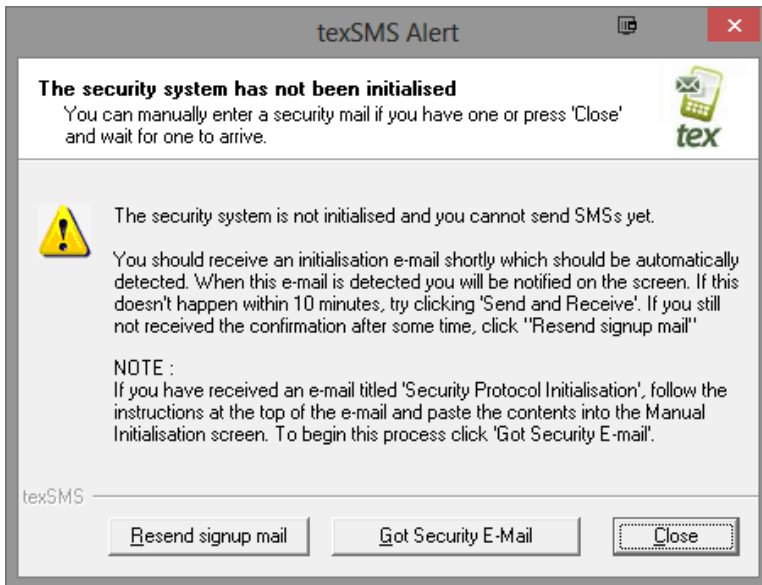 texSMS Alert
The security system has not been initialised
You can manually enter a security mail if you have one or press 'Close'
and wait for one to arrive.
tex
The security system is not initialised and you cannot send SMSs yet.
You should receive an initialisation e-mail shortly which should be automatically
detected. When this e-mail is detected you will be notified on the screen. If this
doesn't happen within 10 minutes, try clicking 'Send and Receive'. If you still
not received the confirmation after some time, click "Resend signup mail"
NOTE :
If you have received an e-mail titled 'Security Protocol Initialisation', follow the
instructions at the top of the e-mail and paste the contents into the Manual
Initialisation screen. To begin this process click 'Got Security E-mail'.
texSMS
Resend signup mail
Got Security E-Mail
Close